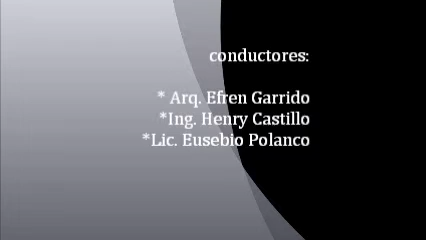 conductores:
* Arq. Efren Garrido
*Ing. Henry Castillo
*Lic. Eusebio Polanco